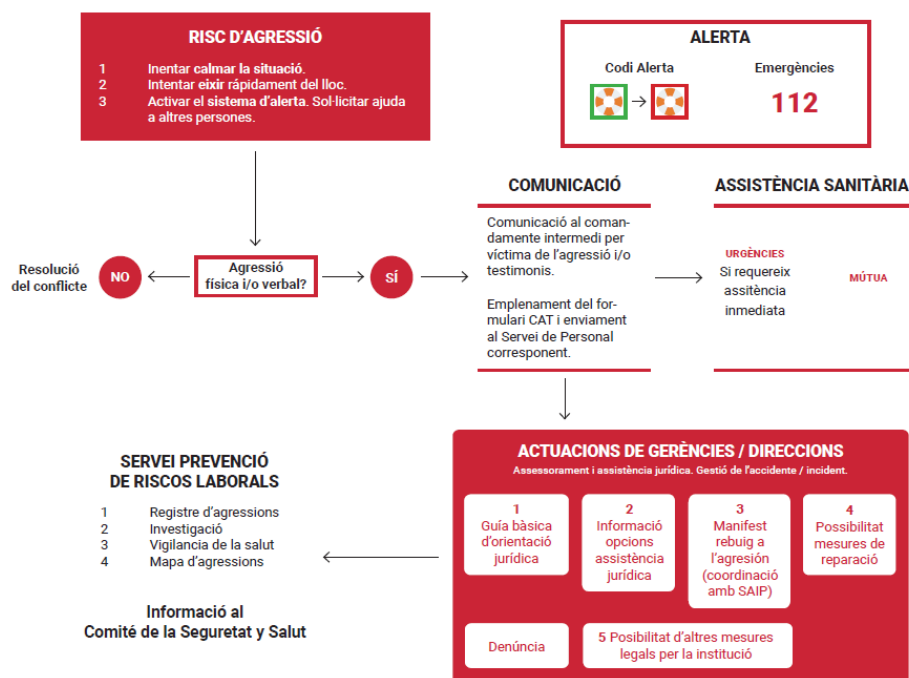 RISC D'AGRESSIÓ
1 Inentar calmar la situació.
2 Intentar eixir rápidament del lloc.
3 Activar el sistema d'alerta. Sol·licitar ajuda
a altres persones.
ALERTA
Codi Alerta
Emergències
112
Resolució
del conflicte
NO
Agressió
física i/o verbal?
SÍ
COMUNICACIÓ
Comunicació al coman-
damente intermedi per
víctima de l'agressió i/o
testimonis.
Emplenament del for-
mulari CAT i enviament
al Servei de Personal
corresponent.
ASSISTÈNCIA SANITÀRIA
URGÈNCIES
Si requereix
assitència
inmediata
MÚTUA
ACTUACIONS DE GERÈNCIES / DIRECCIONS
Assessorament i assistència jurídica. Gestió de l'accidente / incident.
1
Guía bàsica
d'orientació
jurídica
2
Informació
opcions
assistència
jurídica
3
Manifest
rebuig a
l'agresión
(coordinació
amb SAIP)
4
Possibilitat
mesures de
reparació
Denúncia
5 Posibilitat d'altres mesures
legals per la institució
SERVEI PREVENCIÓ
DE RISCOS LABORALS
1 Registre d'agressions
2 Investigació
3 Vigilancia de la salut
4 Mapa d'agressions
Informació al
Comité de la Seguretat y Salut